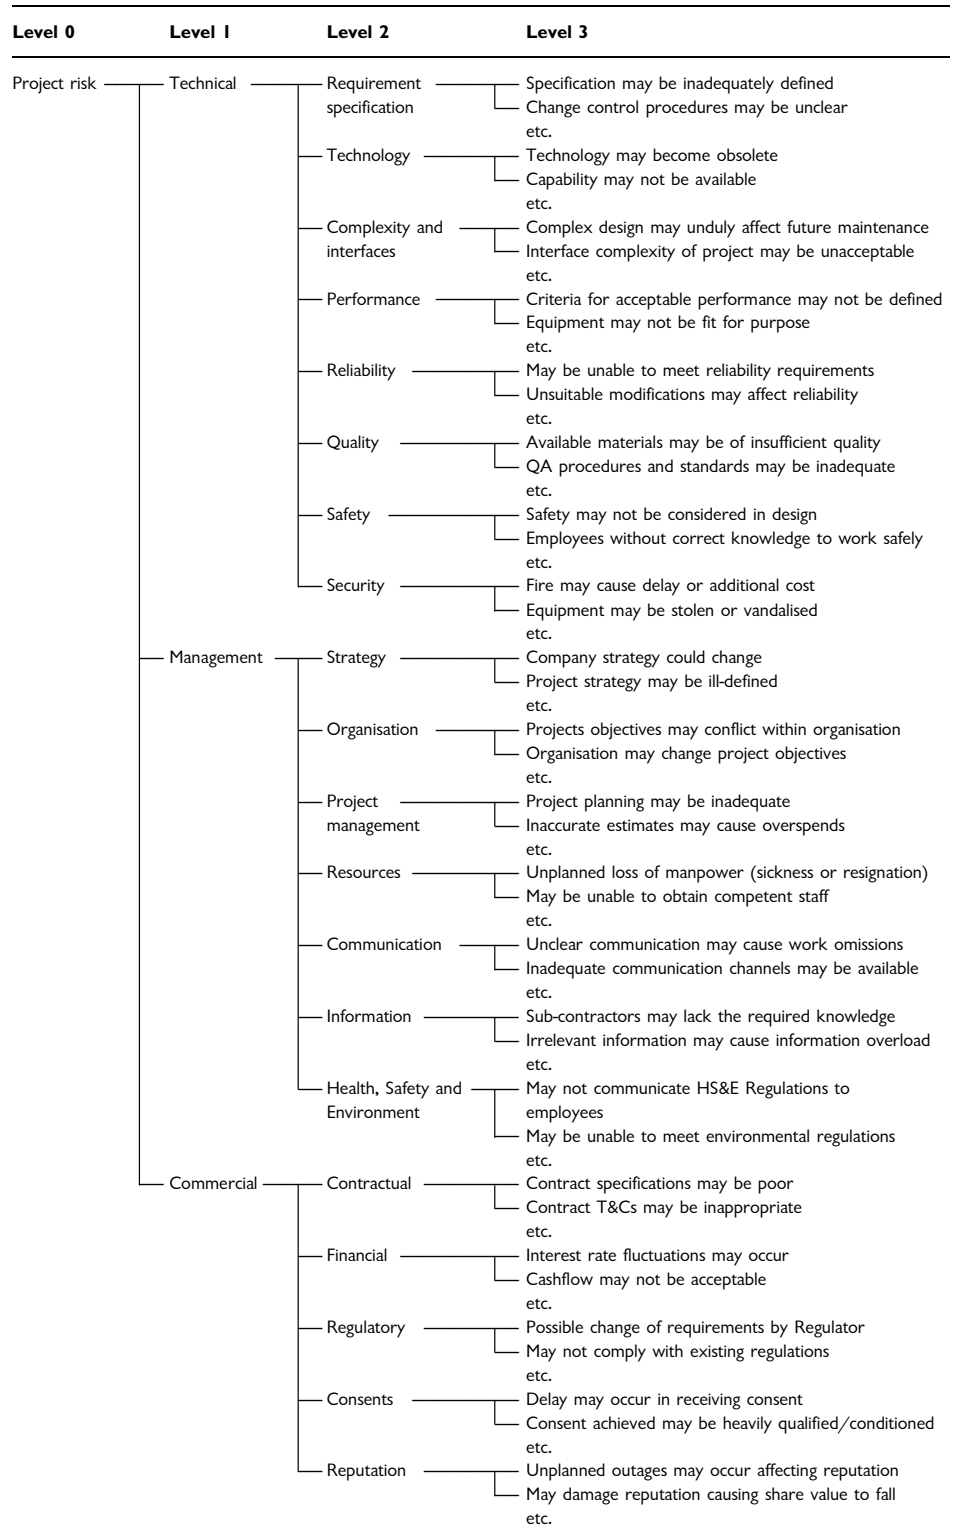 Level 0 Level 1 Level 2 Level 3
Project risk Technical Requirement Specification may be inadequately defined
specification Change control procedures may be unclear
etc.
Technology Technology may become obsolete
Capability may not be available
etc.
Complexity and Complex design may unduly affect future maintenance
interfaces Interface complexity of project may be unacceptable
etc.
Performance Criteria for acceptable performance may not be defined
Equipment may not be fit for purpose
etc.
Reliability May be unable to meet reliability requirements
Unsuitable modifications may affect reliability
etc.
Quality Available materials may be of insufficient quality
QA procedures and standards may be inadequate
etc.
Safety Safety may not be considered in design
Employees without correct knowledge to work safely
etc.
Security Fire may cause delay or additional cost
Equipment may be stolen or vandalised
etc.
Management Strategy Company strategy could change
Project strategy may be ill-defined
etc.
Organisation Projects objectives may conflict within organisation
Organisation may change project objectives
etc.
Project Project planning may be inadequate
management Inaccurate estimates may cause overspends
etc.
Resources Unplanned loss of manpower (sickness or resignation)
May be unable to obtain competent staff
etc.
Communication Unclear communication may cause work omissions
Inadequate communication channels may be available
etc.
Information Sub-contractors may lack the required knowledge
Irrelevant information may cause information overload
etc.
Health, Safety and May not communicate HS&E Regulations to
Environment employees
May be unable to meet environmental regulations
etc.
Commercial Contractual Contract specifications may be poor
Contract T&Cs may be inappropriate
etc.
Financial Interest rate fluctuations may occur
Cashflow may not be acceptable
etc.
Regulatory Possible change of requirements by Regulator
May not comply with existing regulations
etc.
Consents Delay may occur in receiving consent
Consent achieved may be heavily qualified/conditioned
etc.
Reputation Unplanned outages may occur affecting reputation
May damage reputation causing share value to fall
etc.